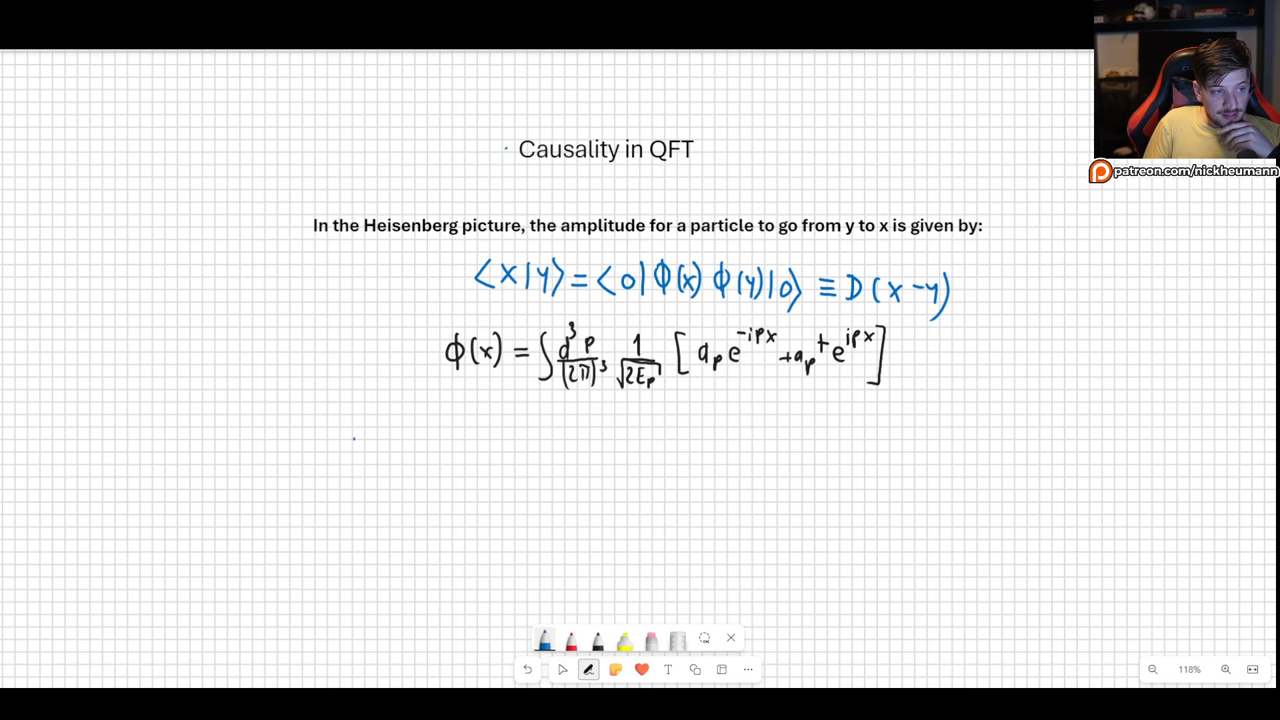 Causality in QFT
patreon.com/nickheumann
In the Heisenberg picture, the amplitude for a particle to go from y to x is given by:
⟨x|y⟩ = ⟨0| Φ(x) Φ(y)|0⟩ ≡ D(x-y)
ϕ(x) = ∫ d³p/(2π)³ 1/√(2E_p) [a_p e^{-ipx} + a_p† e^{ipx}]
118%